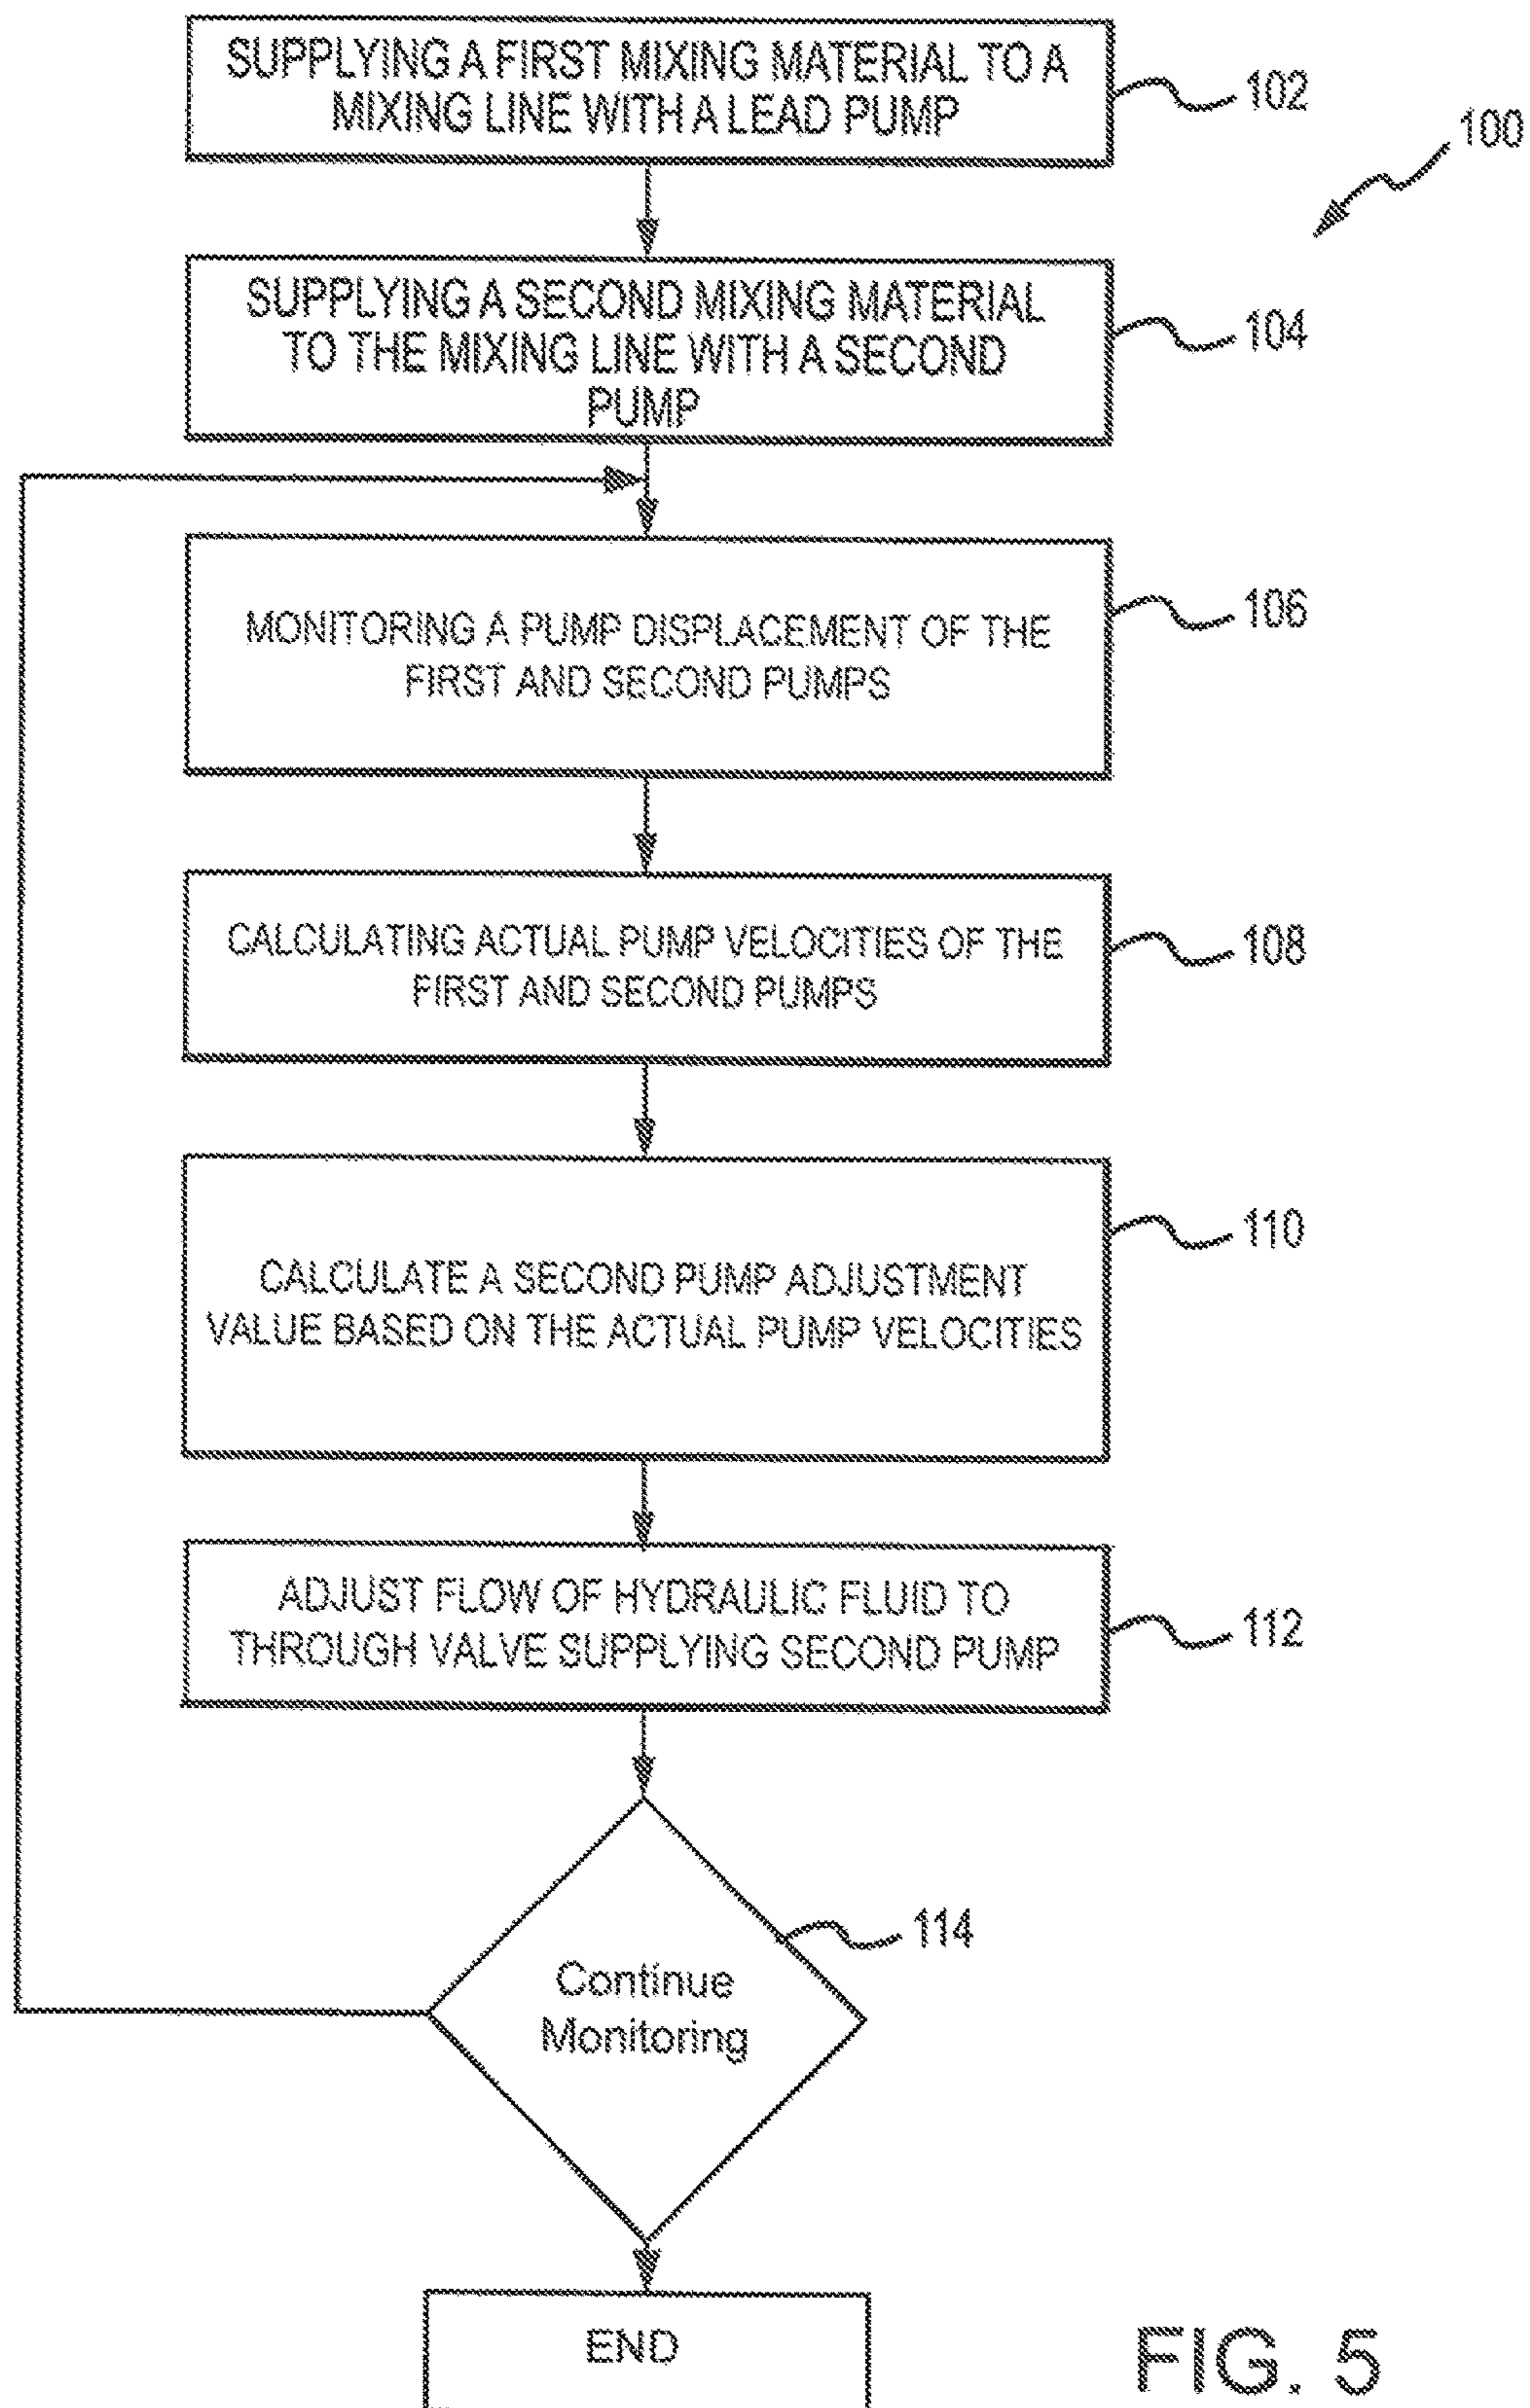 SUPPLYING A FIRST MIXING MATERIAL TO A
MIXING LINE WITH A LEAD PUMP
102
100
SUPPLYING A SECOND MIXING MATERIAL
TO THE MIXING LINE WITH A SECOND
PUMP
104
MONITORING A PUMP DISPLACEMENT OF THE
FIRST AND SECOND PUMPS
106
CALCULATING ACTUAL PUMP VELOCITIES OF THE
FIRST AND SECOND PUMPS
108
CALCULATE A SECOND PUMP ADJUSTMENT
VALUE BASED ON THE ACTUAL PUMP VELOCITIES
110
ADJUST FLOW OF HYDRAULIC FLUID TO
THROUGH VALVE SUPPLYING SECOND PUMP
112
Continue
Monitoring
114
END
FIG. 5